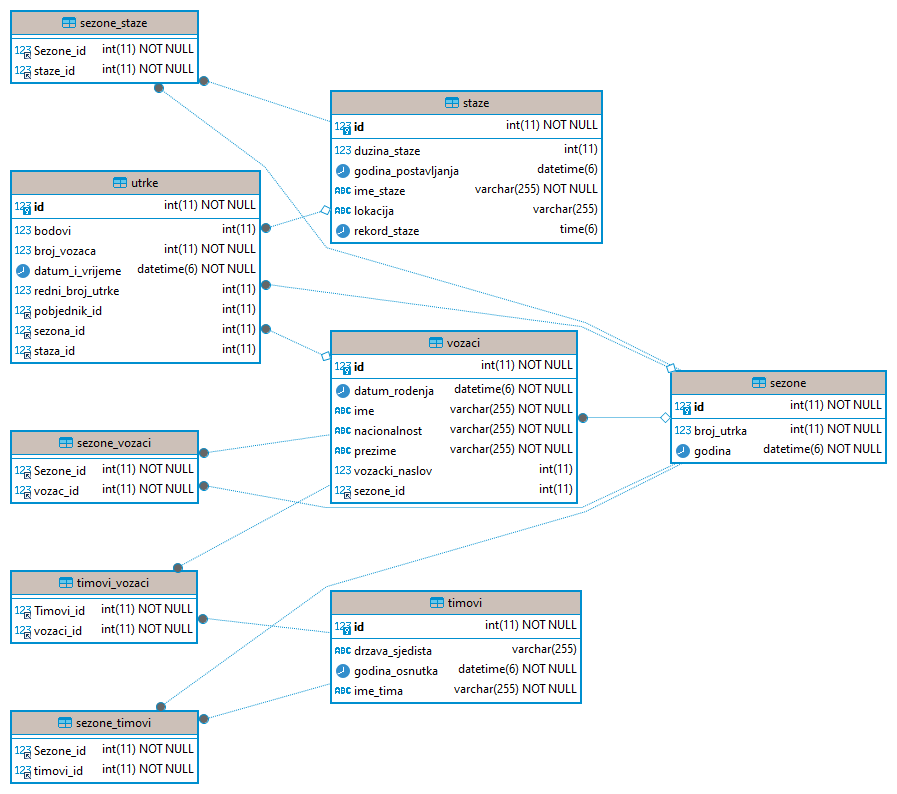 sezone_staze
123 Sezone_id int(11) NOT NULL
123 staze_id int(11) NOT NULL
staze
123 id int(11) NOT NULL
123 duzina_staze int(11)
godina_postavljanja datetime(6)
ABC ime_staze varchar(255) NOT NULL
ABC lokacija varchar(255)
rekord_staze time(6)
utrke
123 id int(11) NOT NULL
123 bodovi int(11)
123 broj_vozaca int(11) NOT NULL
datum_i_vrijeme datetime(6) NOT NULL
123 redni_broj_utrke int(11)
123 pobjednik_id int(11)
123 sezona_id int(11)
123 staza_id int(11)
vozaci
123 id int(11) NOT NULL
datum_rodenja datetime(6) NOT NULL
ABC ime varchar(255) NOT NULL
ABC nacionalnost varchar(255) NOT NULL
ABC prezime varchar(255) NOT NULL
123 vozacki_naslov int(11)
123 sezone_id int(11)
sezone
123 id int(11) NOT NULL
123 broj_utrka int(11) NOT NULL
godina datetime(6) NOT NULL
sezone_vozaci
123 Sezone_id int(11) NOT NULL
123 vozac_id int(11) NOT NULL
timovi_vozaci
123 Timovi_id int(11) NOT NULL
123 vozaci_id int(11) NOT NULL
timovi
123 id int(11) NOT NULL
ABC drzava_sjedista varchar(255)
godina_osnutka datetime(6) NOT NULL
ABC ime_tima varchar(255) NOT NULL
sezone_timovi
123 Sezone_id int(11) NOT NULL
123 timovi_id int(11) NOT NULL